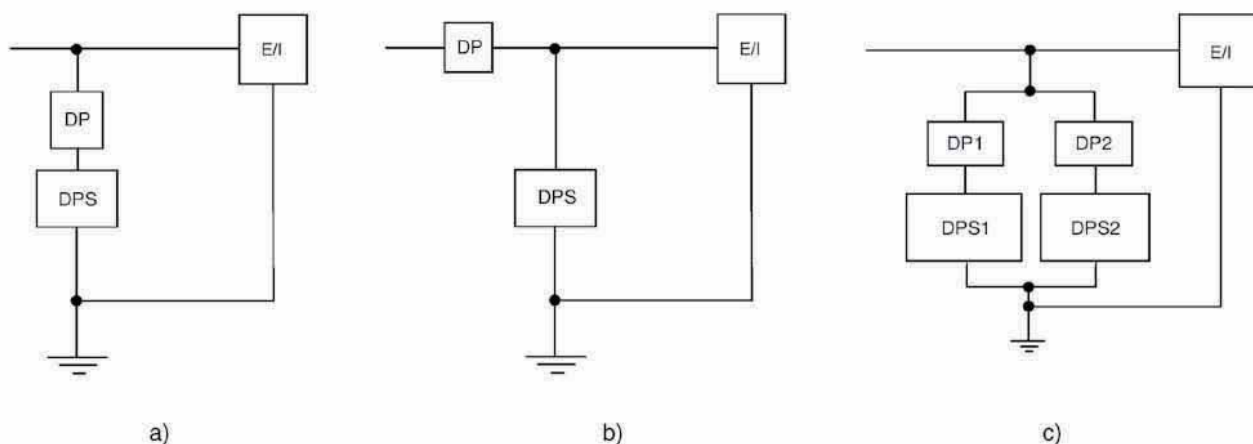 E/I
DP
DPS
a)
DP
E/I
DPS
b)
E/I
DP1
DP2
DPS1
DPS2
c)